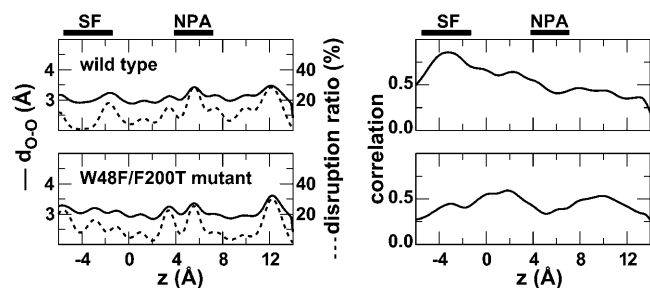 SF NPA
SF NPA
wild type
W48F/F200T mutant
— d O-O (Å)
4
3
4
3
40
20
40
20
---disruption ratio (%)
-4 0 4 8 12
z (Å)
correlation
0.5
0.0
0.5
0.0
-4 0 4 8 12
z (Å)